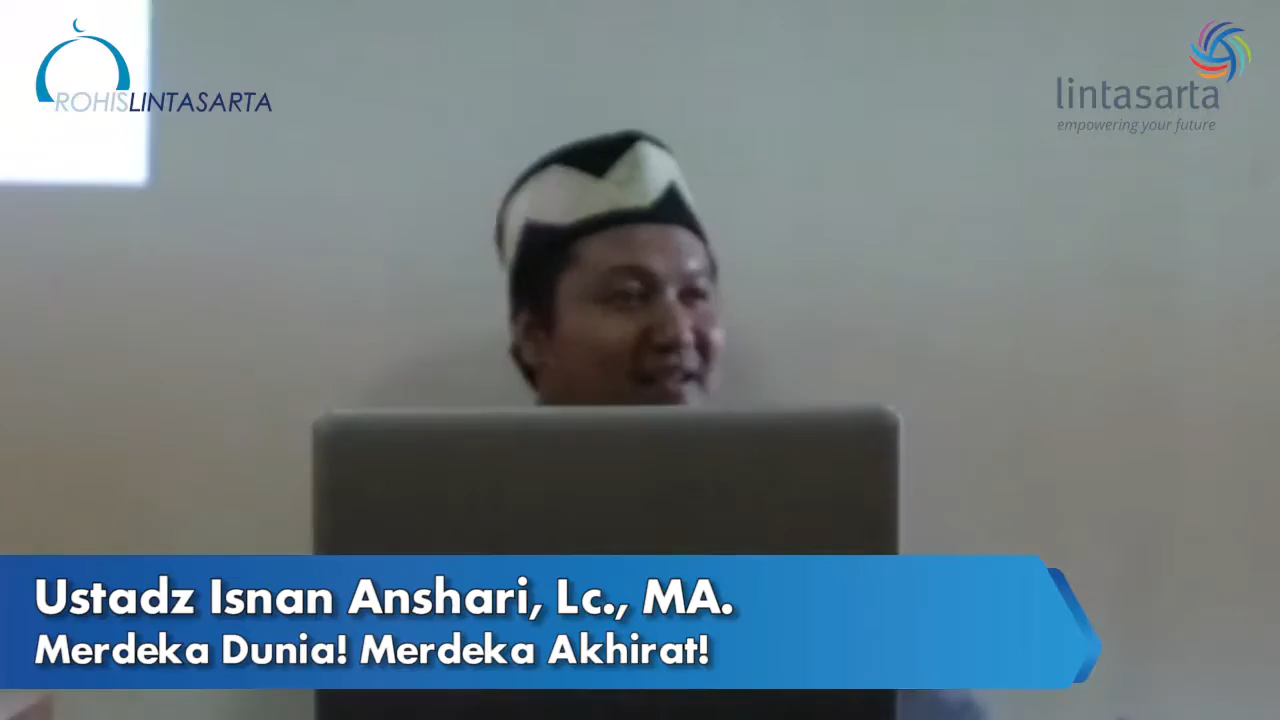 ROHISLINTASARTA
lintasarta
empowering your future
Ustadz Isnan Anshari, Lc., MA.
Merdeka Dunia! Merdeka Akhirat!